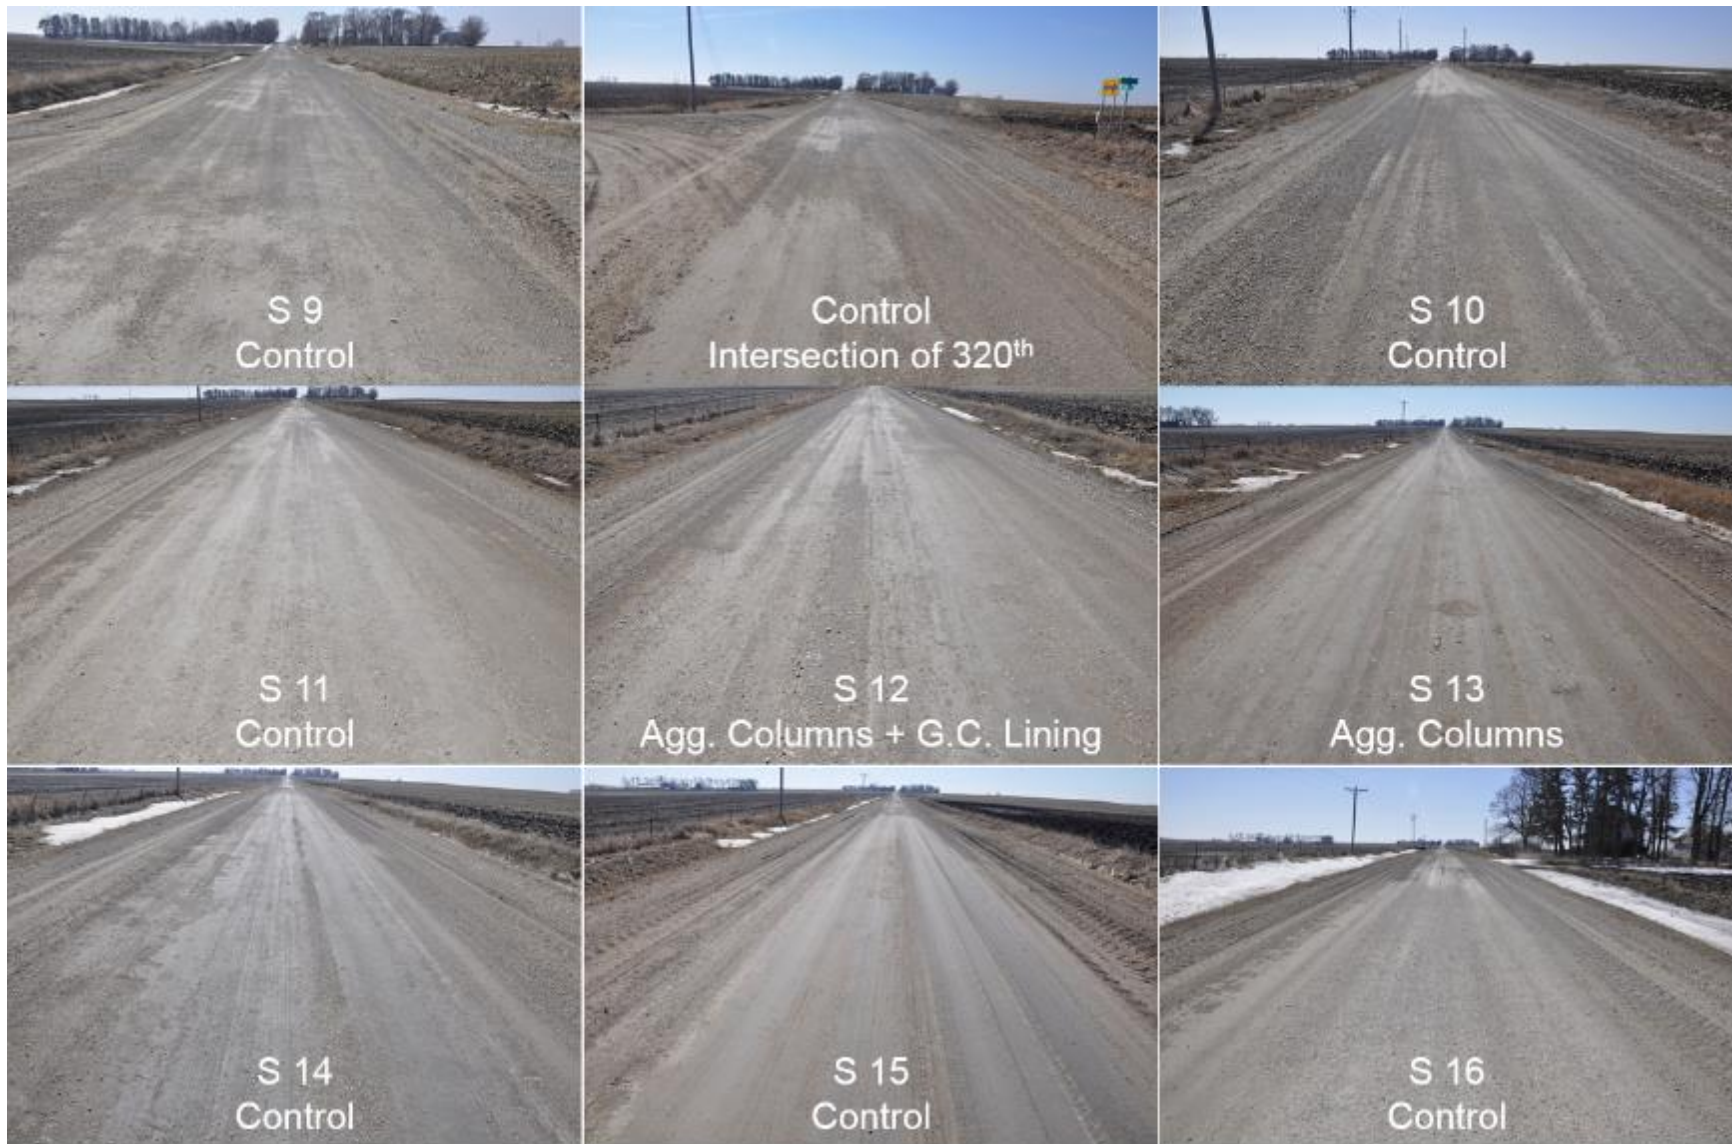 S 9
Control
Control
Intersection of 320th
S 10
Control
S 11
Control
S 12
Agg. Columns + G.C. Lining
S 13
Agg. Columns
S 14
Control
S 15
Control
S 16
Control